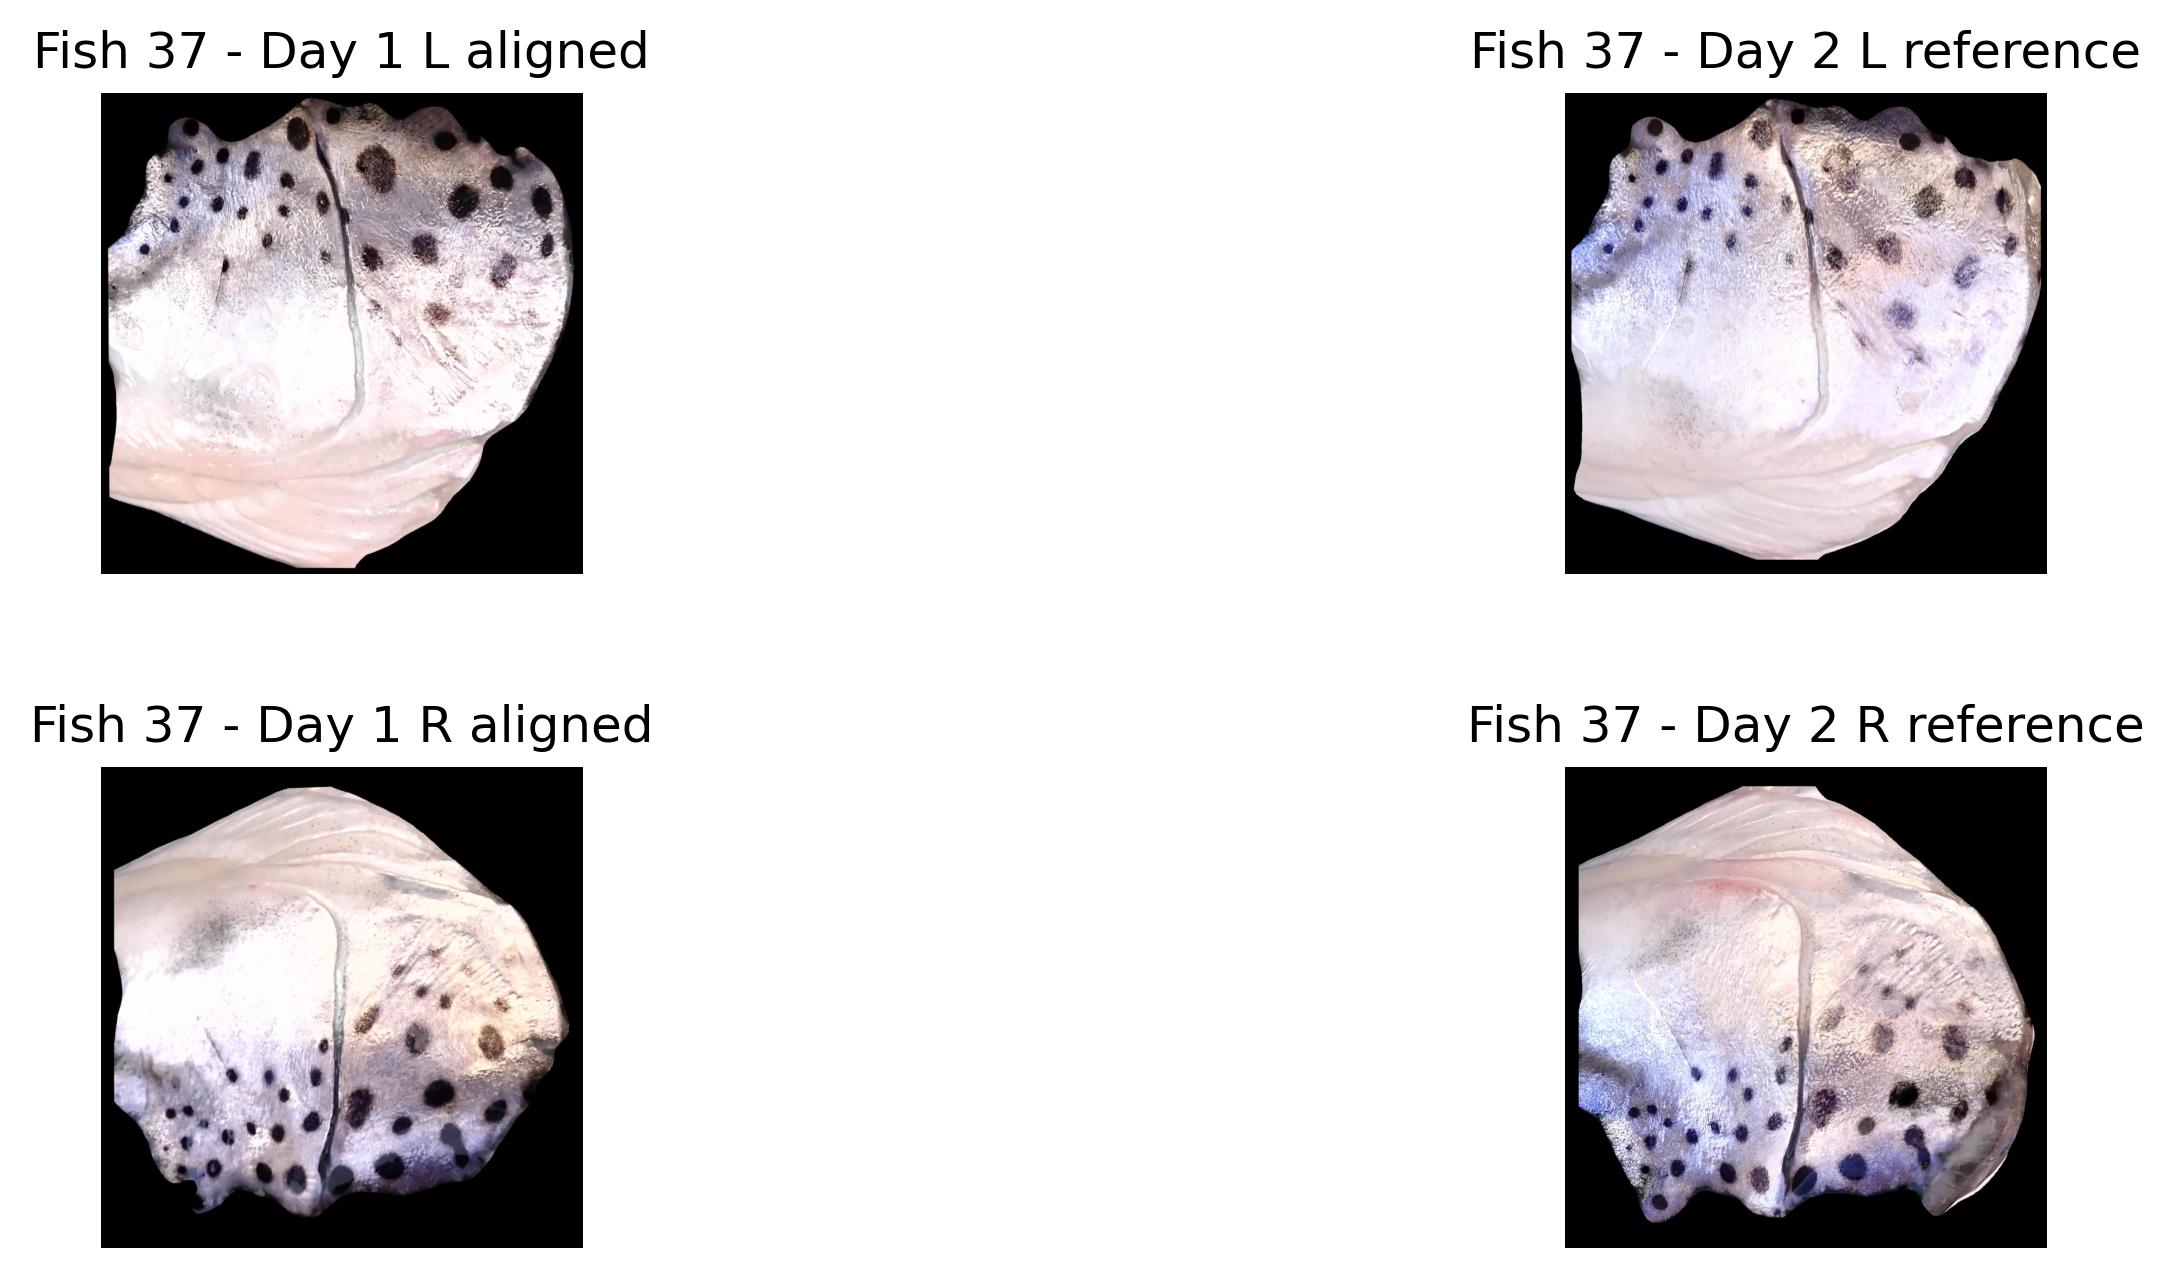 Fish 37 - Day 1 L aligned
Fish 37 - Day 2 L reference
Fish 37 - Day 1 R aligned
Fish 37 - Day 2 R reference